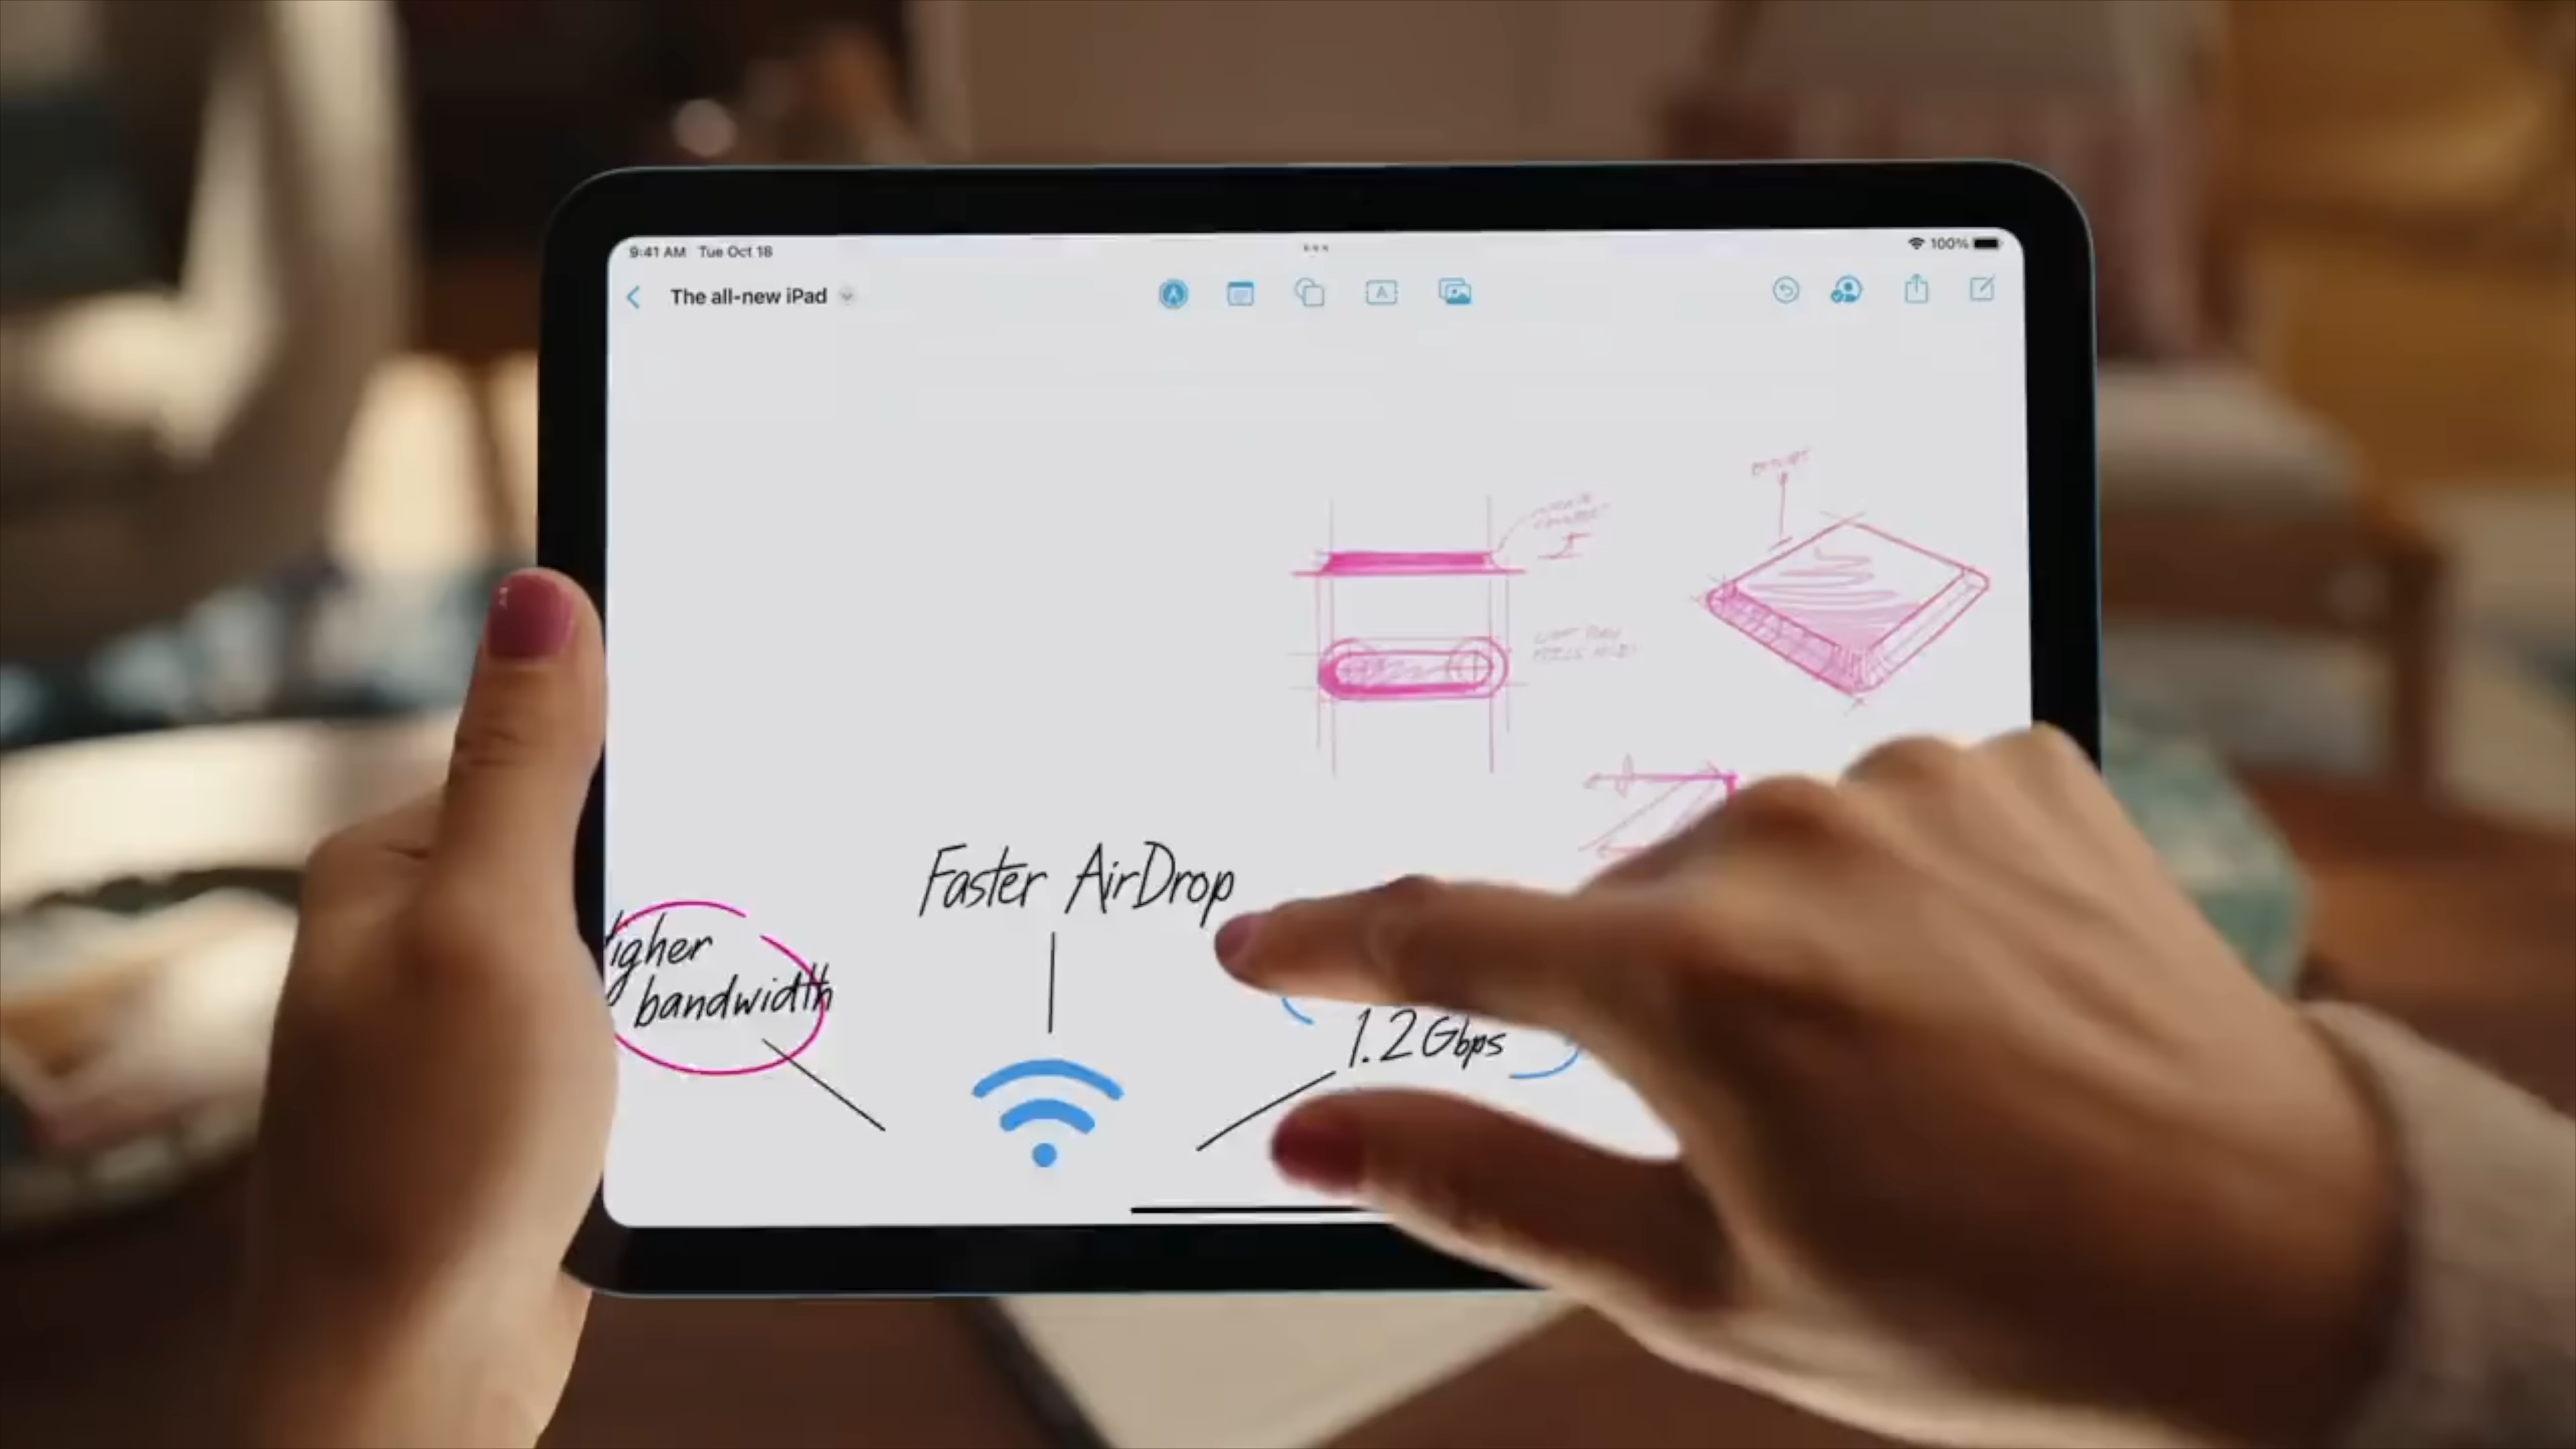 9:41 AM Tue Oct 18
100%
The all-new iPad
A
Faster AirDrop
igher
bandwidth
1.2 Gbps